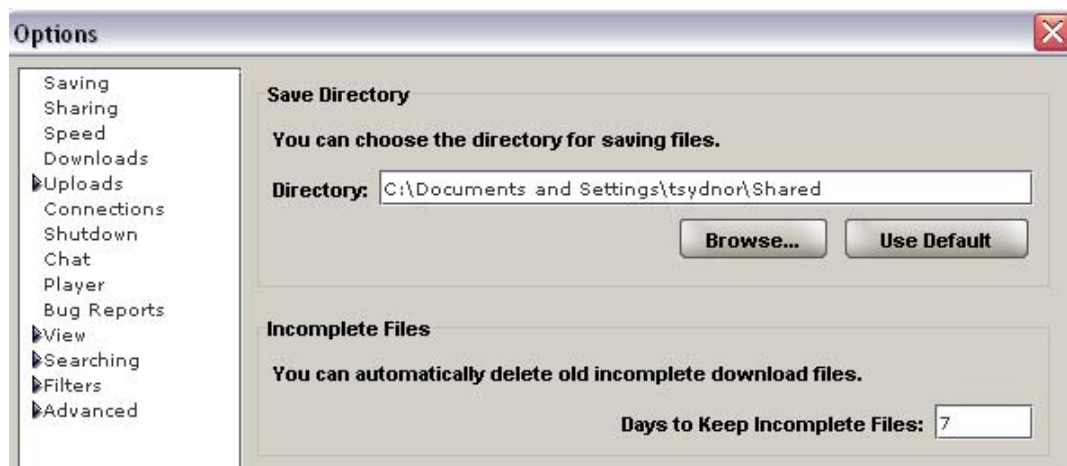 Options
Saving
Sharing
Speed
Downloads
Uploads
Connections
Shutdown
Chat
Player
Bug Reports
View
Searching
Filters
Advanced
Save Directory
You can choose the directory for saving files.
Directory: C:\Documents and Settings\tsydnor\Shared
Browse... Use Default
Incomplete Files
You can automatically delete old incomplete download files.
Days to Keep Incomplete Files: 7